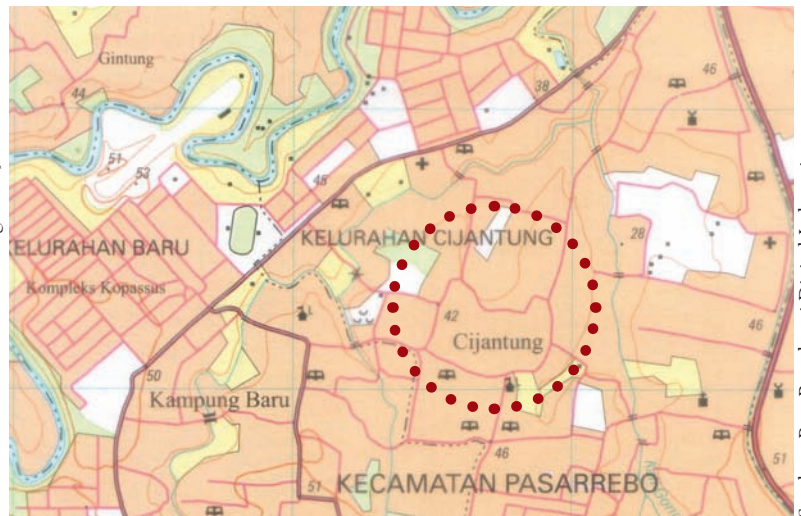 Gintung
44
38
46
51
53
45
KELURAHAN BARU
KELURAHAN CIJANTUNG
28
Kompleks Kopassus
42
Cijantung
46
50
Kampung Baru
46
51
51
KECAMATAN PASARREBO